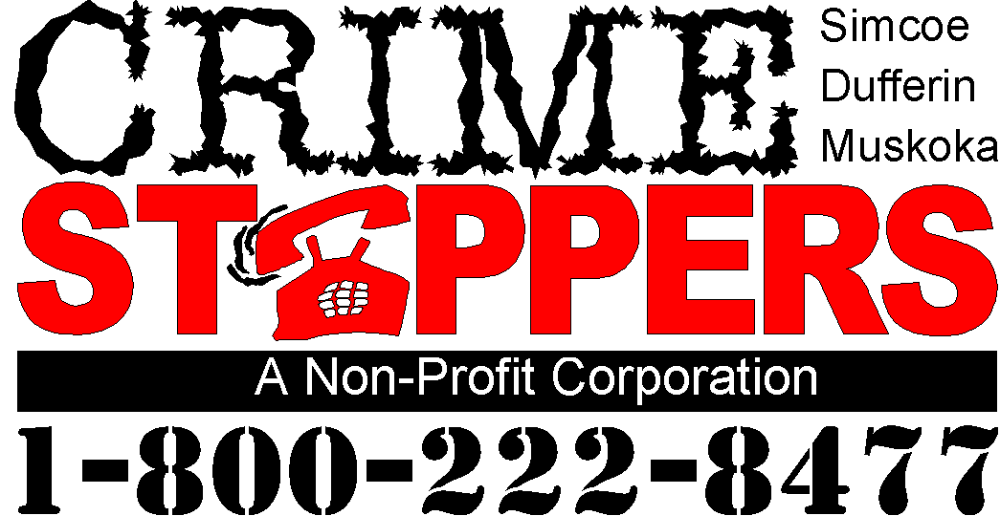 CRIME
Simcoe
Dufferin
Muskoka
STOPPERS
A Non-Profit Corporation
1-800-222-8477